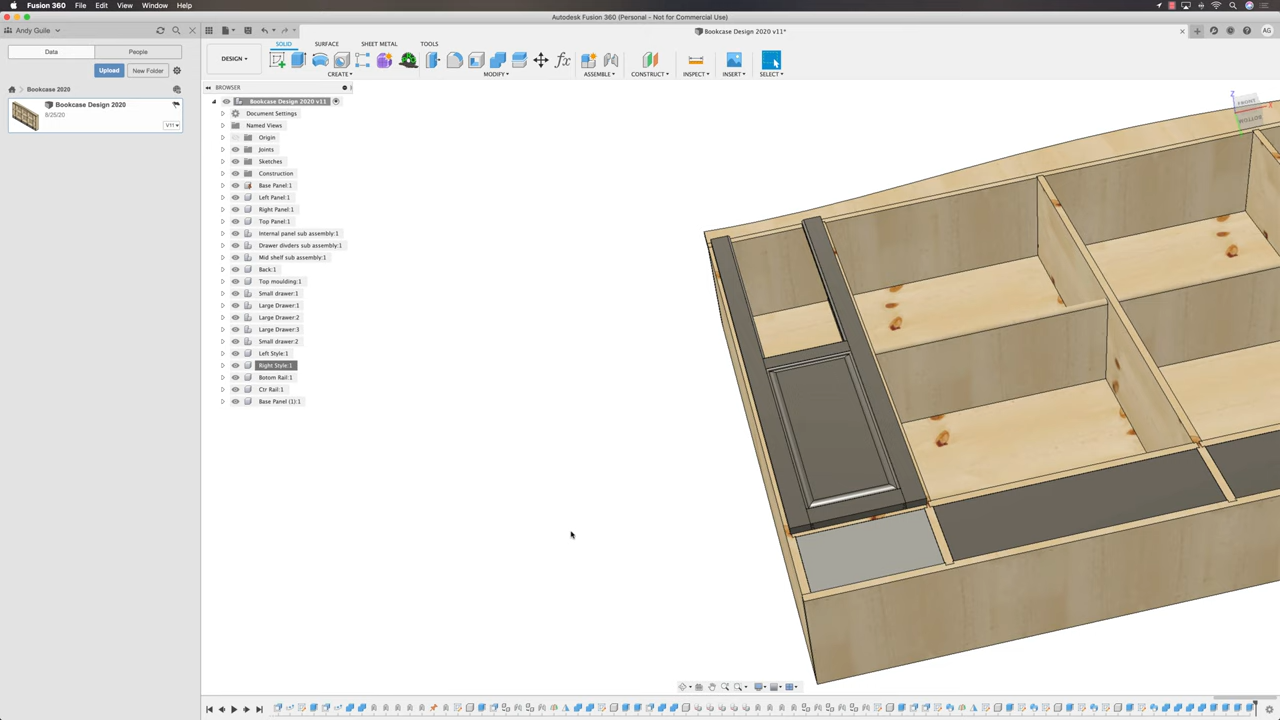 Fusion 360 File Edit View Window Help
Autodesk Fusion 360 (Personal - Not for Commercial Use)
Andy Guile
Bookcase Design 2020 v11*
AG
Data People
SOLID SURFACE SHEET METAL TOOLS
DESIGN
Upload New Folder
CREATE MODIFY ASSEMBLE CONSTRUCT INSPECT INSERT SELECT
Bookcase 2020
BROWSER
Bookcase Design 2020
8/25/20
V11
Bookcase Design 2020 v11
Document Settings
Named Views
Origin
Joints
Sketches
Construction
Base Panel:1
Left Panel:1
Right Panel:1
Top Panel:1
Internal panel sub assembly:1
Drawer dividers sub assembly:1
Mid shelf sub assembly:1
Back:1
Top moulding:1
Small drawer:1
Large Drawer:1
Large Drawer:2
Large Drawer:3
Small drawer:2
Left Style:1
Right Style:1
Botom Rail:1
Ctr Rail:1
Base Panel (1):1
Z
FRONT
X
BOTTOM